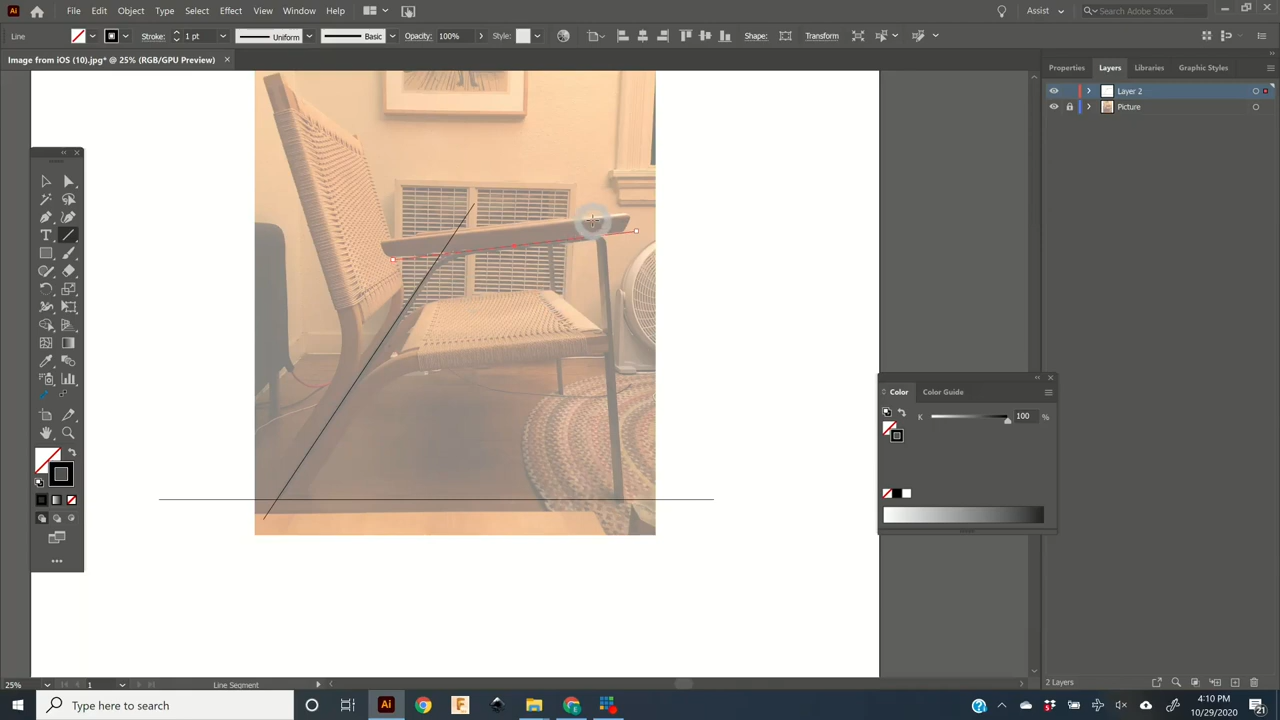 Ai File Edit Object Type Select Effect View Window Help Assist Search Adobe Stock
Line Stroke: 1 pt Uniform Basic Opacity: 100% Style: Shape: Transform
Image from iOS (10).jpg* @ 25% (RGB/GPU Preview)
Properties Layers Libraries Graphic Styles
Layer 2
Picture
Color Color Guide
K 100 %
2 Layers
25% 1 Line Segment
Type here to search Ai 4:10 PM
10/29/2020 21